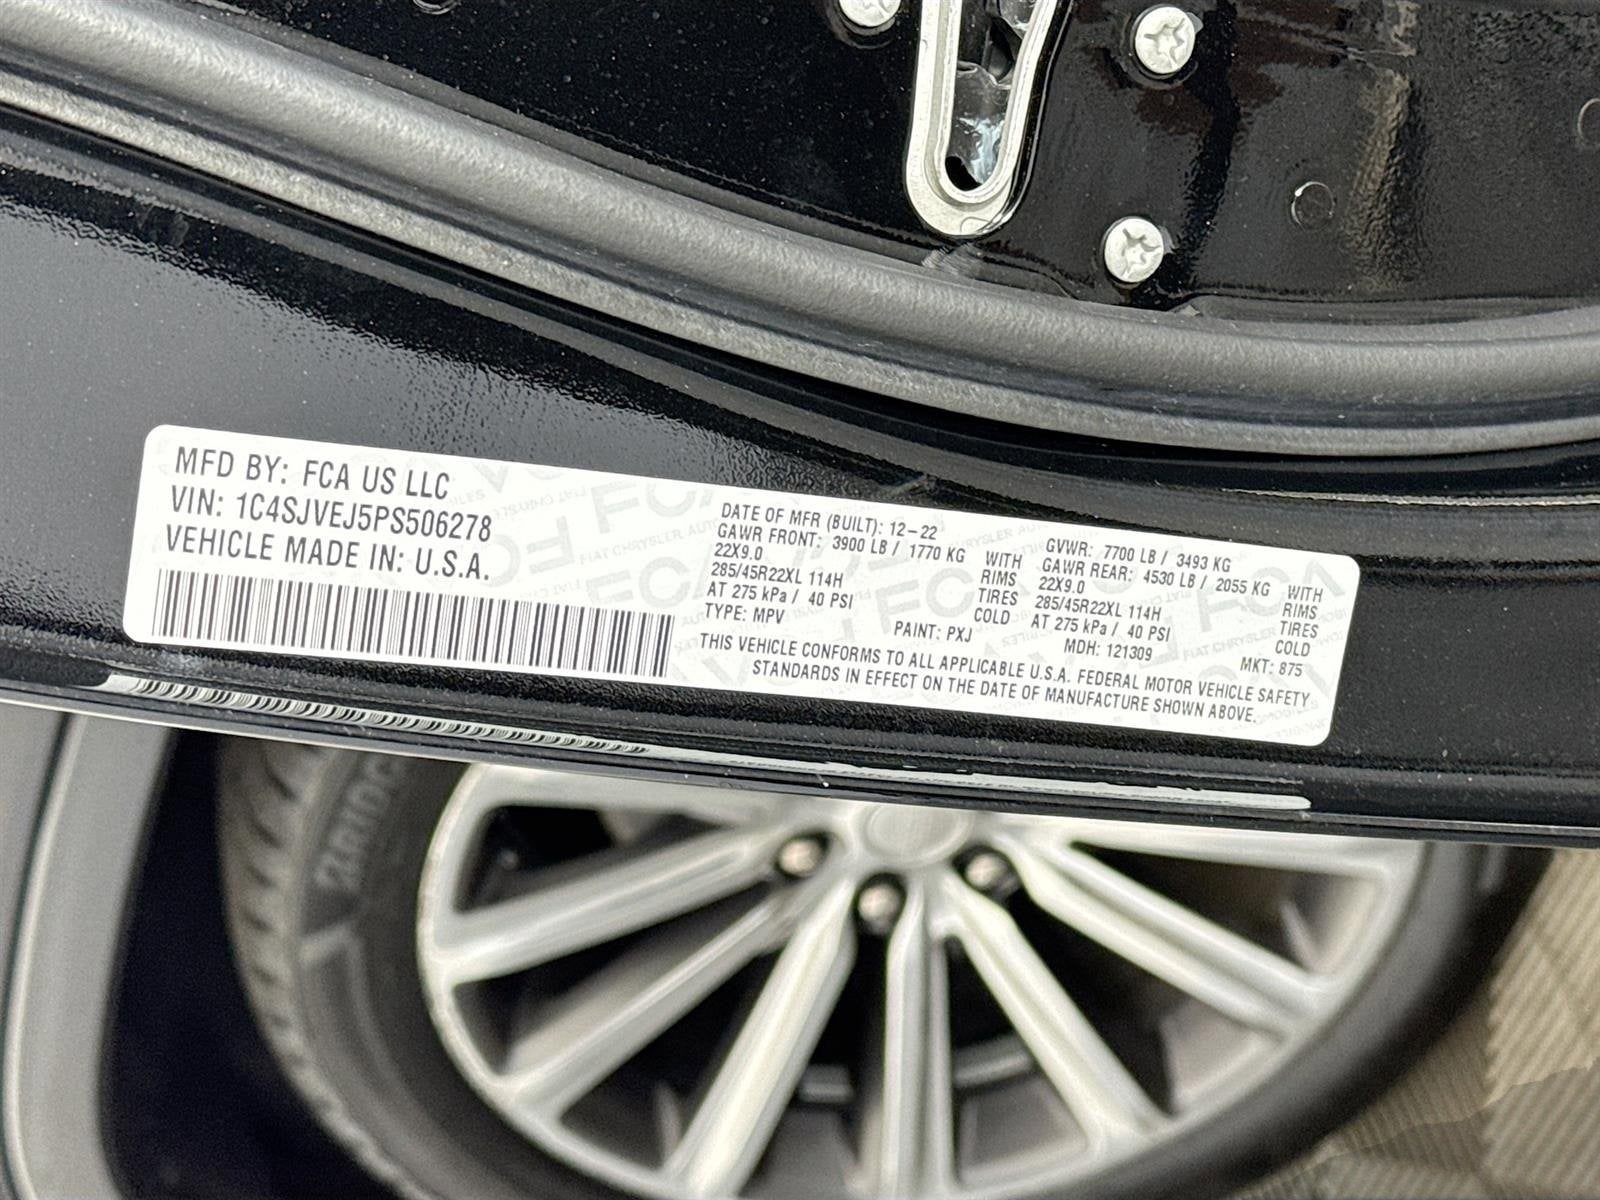 MFD BY: FCA US LLC
VIN: 1C4SJVEJ5PS506278
VEHICLE MADE IN: U.S.A.
DATE OF MFR (BUILT): 12-22
GAWR FRONT: 3900 LB / 1770 KG WITH
22X9.0 RIMS
285/45R22XL 114H TIRES
AT 275 kPa / 40 PSI COLD
TYPE: MPV PAINT: PXJ
GVWR: 7700 LB / 3493 KG
GAWR REAR: 4530 LB / 2055 KG WITH
22X9.0 RIMS
285/45R22XL 114H TIRES
AT 275 kPa / 40 PSI COLD
MDH: 121309 MKT: 875
THIS VEHICLE CONFORMS TO ALL APPLICABLE U.S.A. FEDERAL MOTOR VEHICLE SAFETY
STANDARDS IN EFFECT ON THE DATE OF MANUFACTURE SHOWN ABOVE.